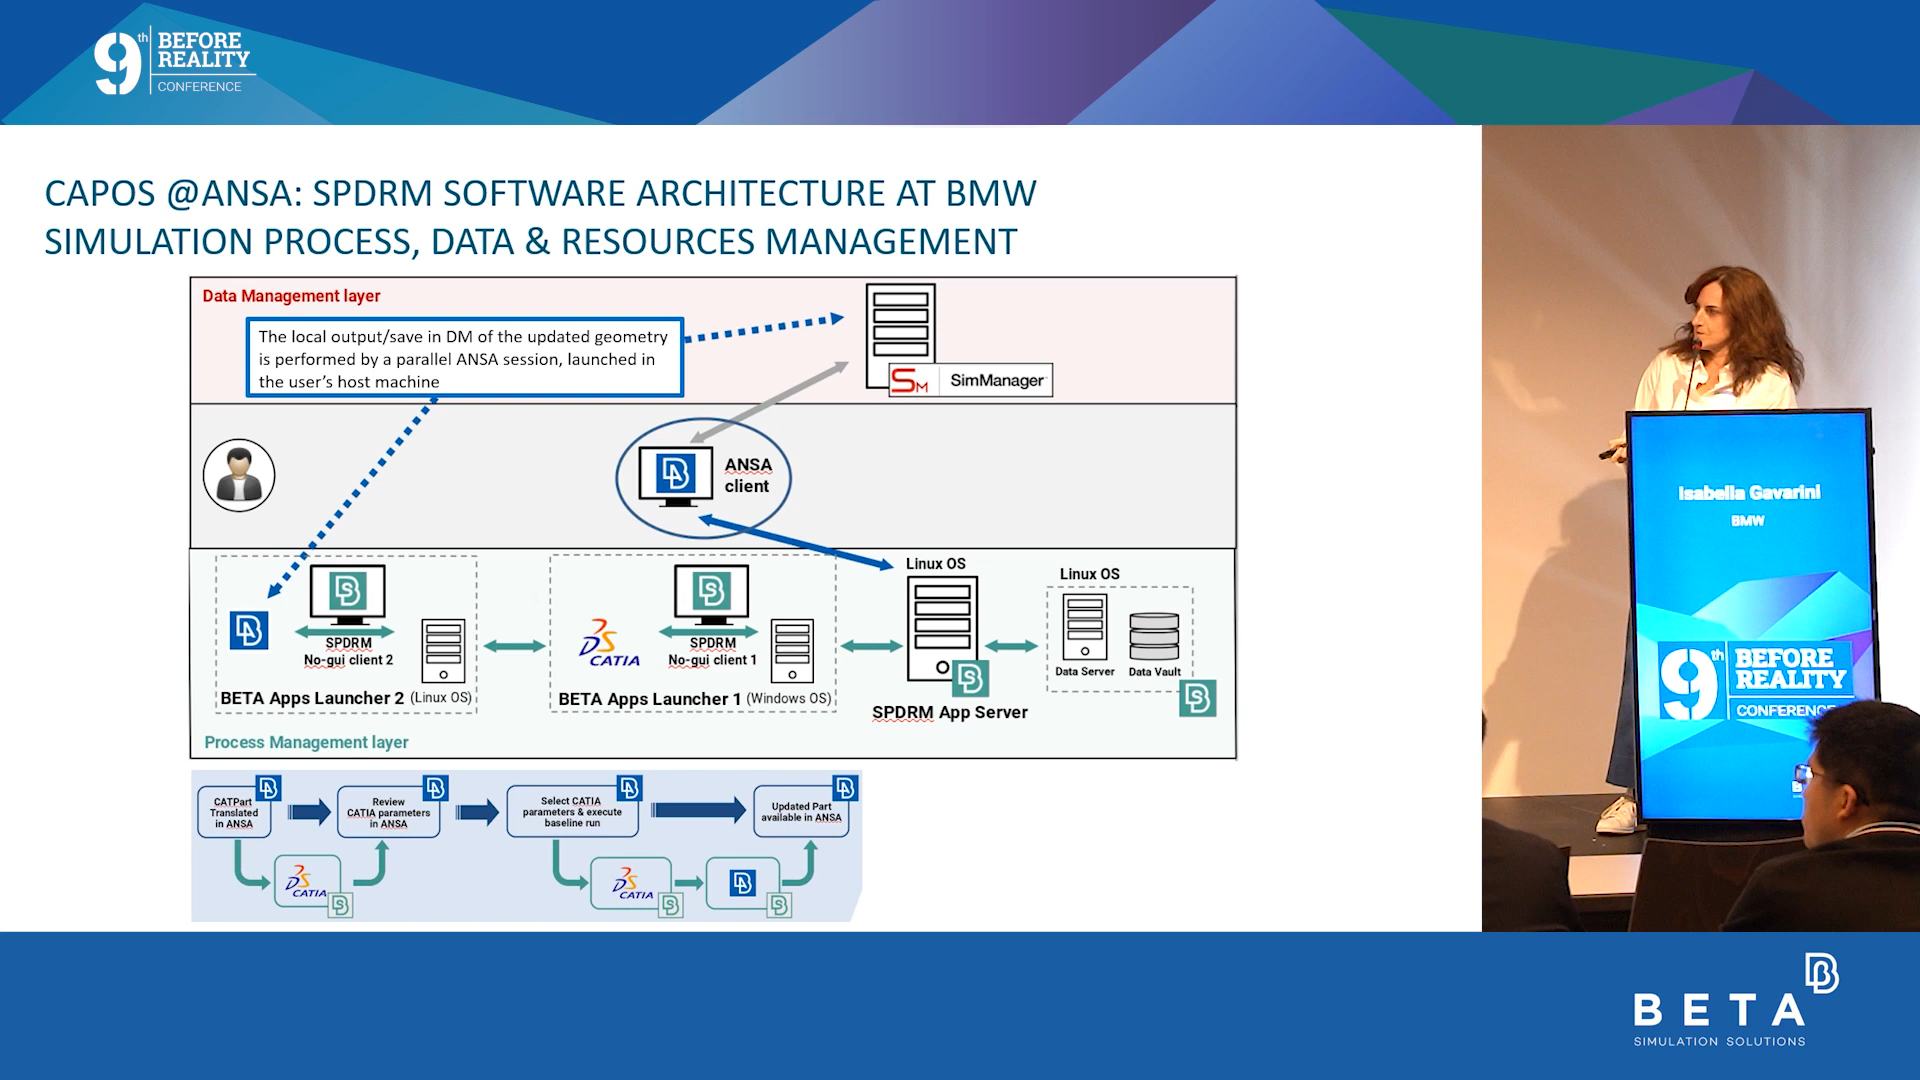 9th
BEFORE
REALITY
CONFERENCE
CAPOS @ANSA: SPDRM SOFTWARE ARCHITECTURE AT BMW
SIMULATION PROCESS, DATA & RESOURCES MANAGEMENT
Data Management layer
The local output/save in DM of the updated geometry
is performed by a parallel ANSA session, launched in
the user's host machine
SM SimManager
ANSA
client
Linux OS
Linux OS
SPDRM
No-gui client 2
BETA Apps Launcher 2 (Linux OS)
DS
CATIA
SPDRM
No-gui client 1
BETA Apps Launcher 1 (Windows OS)
SPDRM App Server
Data Server
Data Vault
Process Management layer
CATPart
Translated
in ANSA
Review
CATIA parameters
in ANSA
Select CATIA
parameters & execute
baseline run
Updated Part
available in ANSA
DS
CATIA
DS
CATIA
Isabella Gavarini
BMW
9th
BEFORE
REALITY
CONFERENCE
BETA
SIMULATION SOLUTIONS